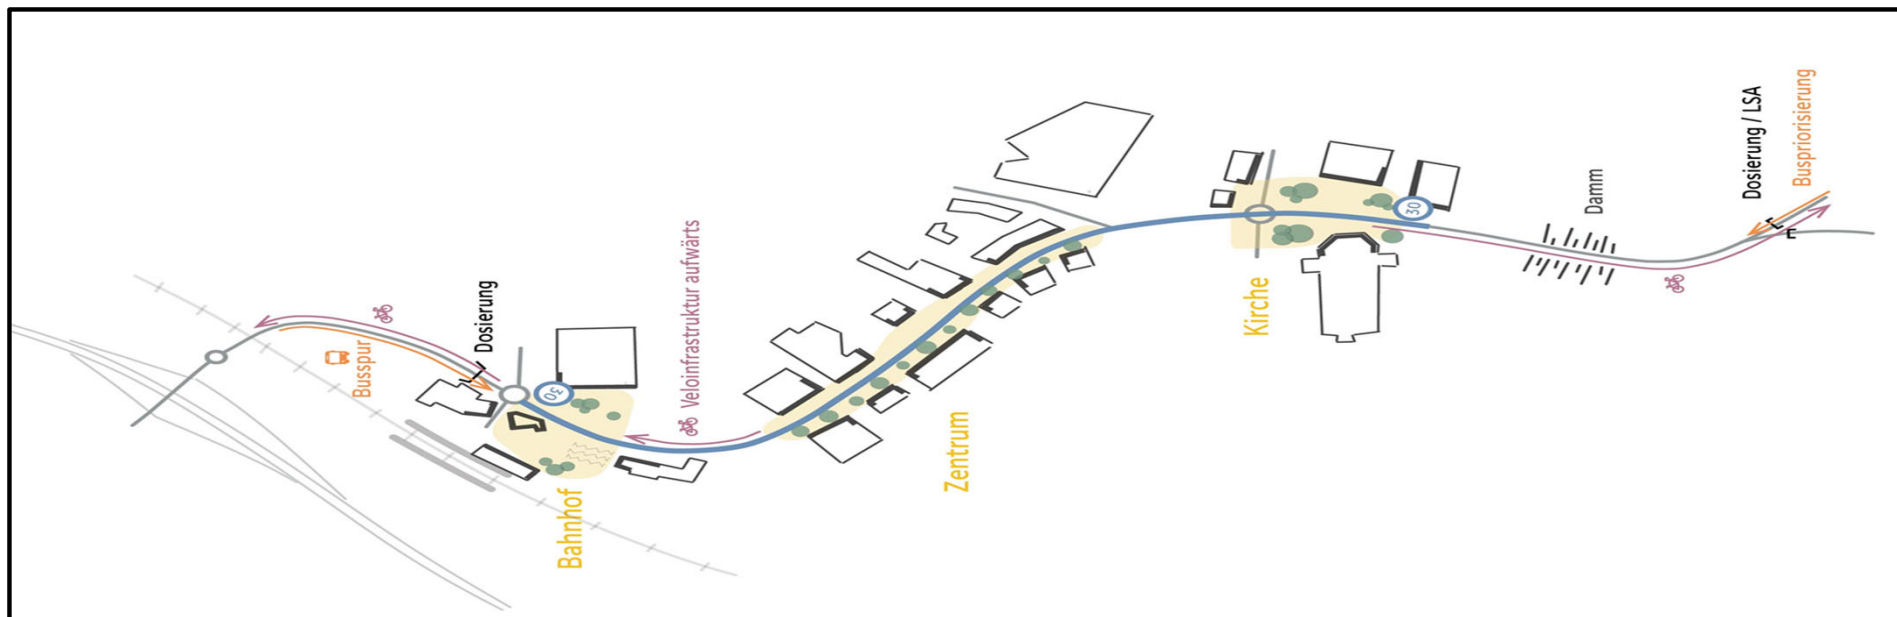 Busspur
Dosierung
30
Bahnhof
Veloinfrastruktur aufwärts
Zentrum
Kirche
30
Damm
Dosierung / LSA
Buspriorisierung